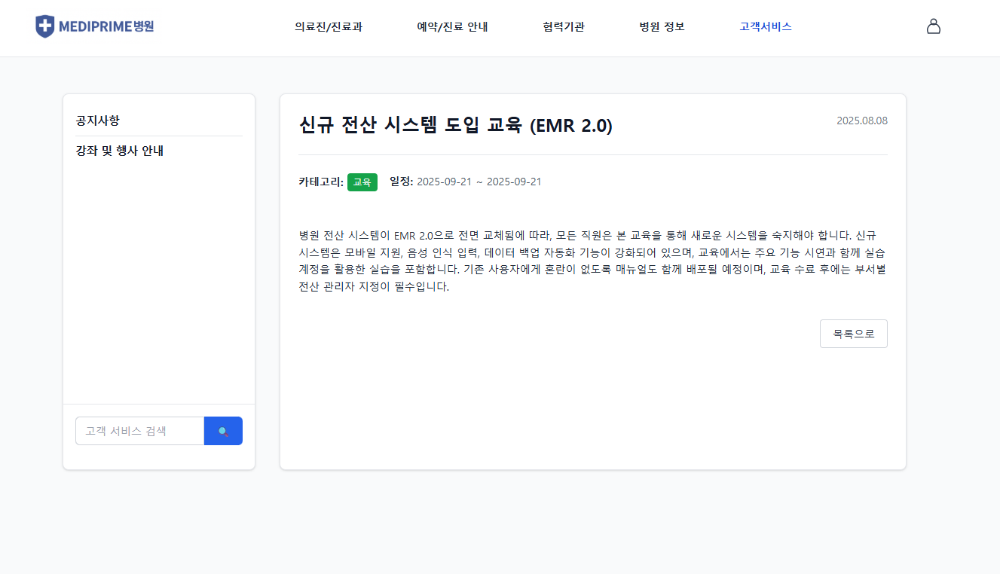 MEDIPRIME병원
의료진/진료과
예약/진료 안내
협력기관
병원 정보
고객서비스
공지사항
강좌 및 행사 안내
고객 서비스 검색
신규 전산 시스템 도입 교육 (EMR 2.0)
2025.08.08
카테고리: 교육 일정: 2025-09-21 ~ 2025-09-21
병원 전산 시스템이 EMR 2.0으로 전면 교체됨에 따라, 모든 직원은 본 교육을 통해 새로운 시스템을 숙지해야 합니다. 신규
시스템은 모바일 지원, 음성 인식 입력, 데이터 백업 자동화 기능이 강화되어 있으며, 교육에서는 주요 기능 시연과 함께 실습
계정을 활용한 실습을 포함합니다. 기존 사용자에게 혼란이 없도록 매뉴얼도 함께 배포될 예정이며, 교육 수료 후에는 부서별
전산 관리자 지정이 필수입니다.
목록으로